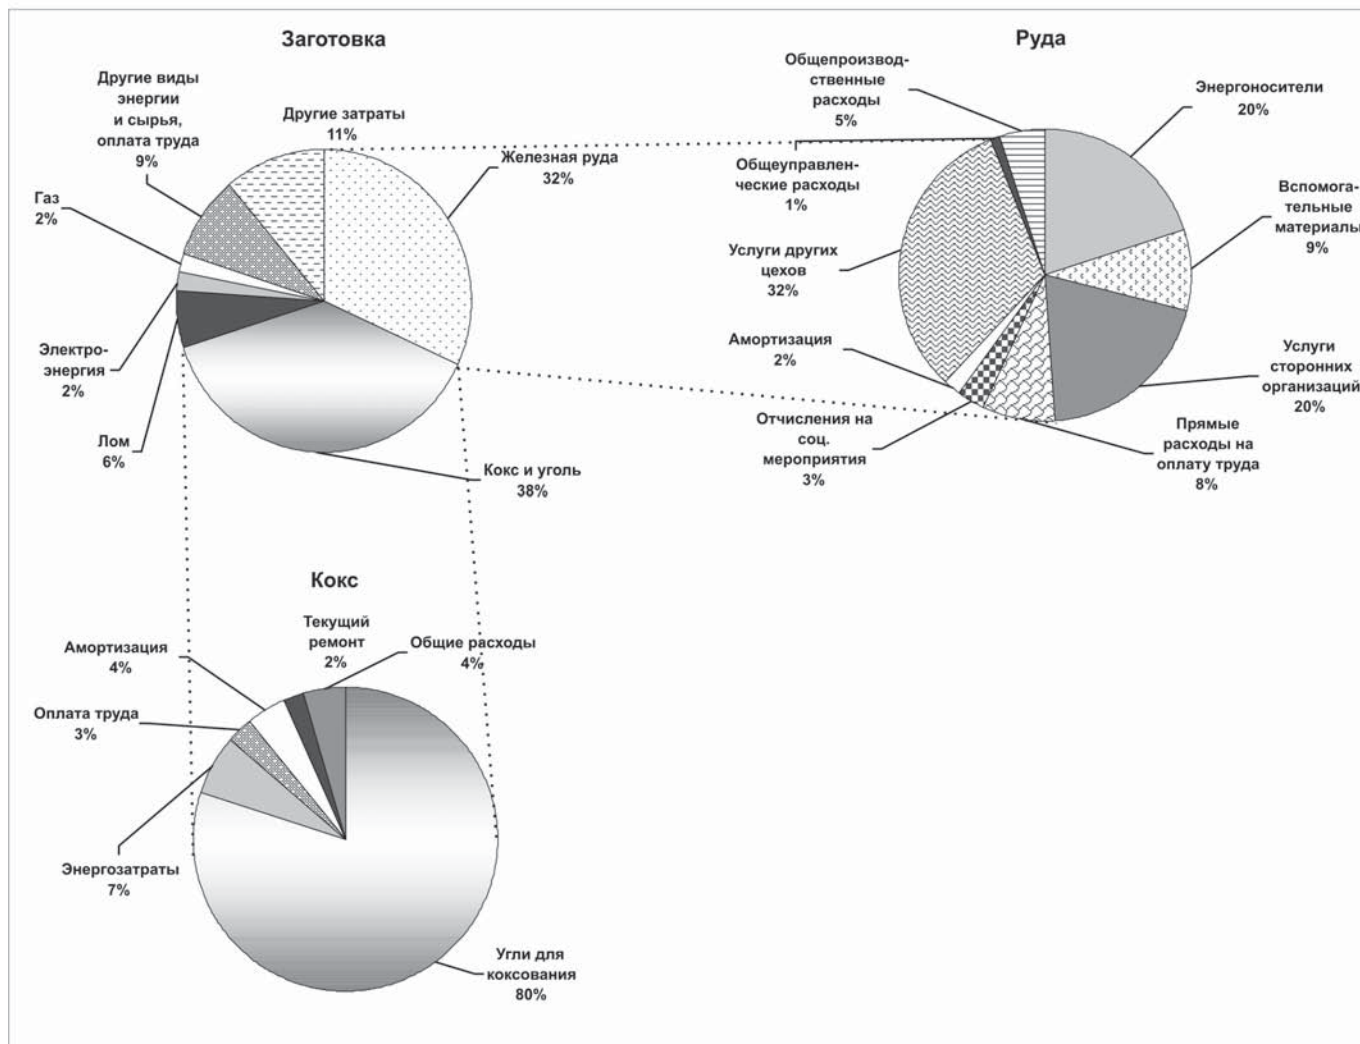 Заготовка
Другие виды
энергии
и сырья,
оплата труда
9%
Другие затраты
11%
Железная руда
32%
Газ
2%
Электро-
энергия
2%
Лом
6%
Кокс и уголь
38%
Руда
Общепроизвод-
ственные
расходы
5%
Энергоносители
20%
Общеуправлен-
ческие расходы
1%
Вспомога-
тельные
материалы
9%
Услуги других
цехов
32%
Амортизация
2%
Услуги
сторонних
организаций
20%
Отчисления на
соц.
мероприятия
3%
Прямые
расходы на
оплату труда
8%
Кокс
Текущий
ремонт
2%
Общие расходы
4%
Амортизация
4%
Оплата труда
3%
Энергозатраты
7%
Угли для
коксования
80%